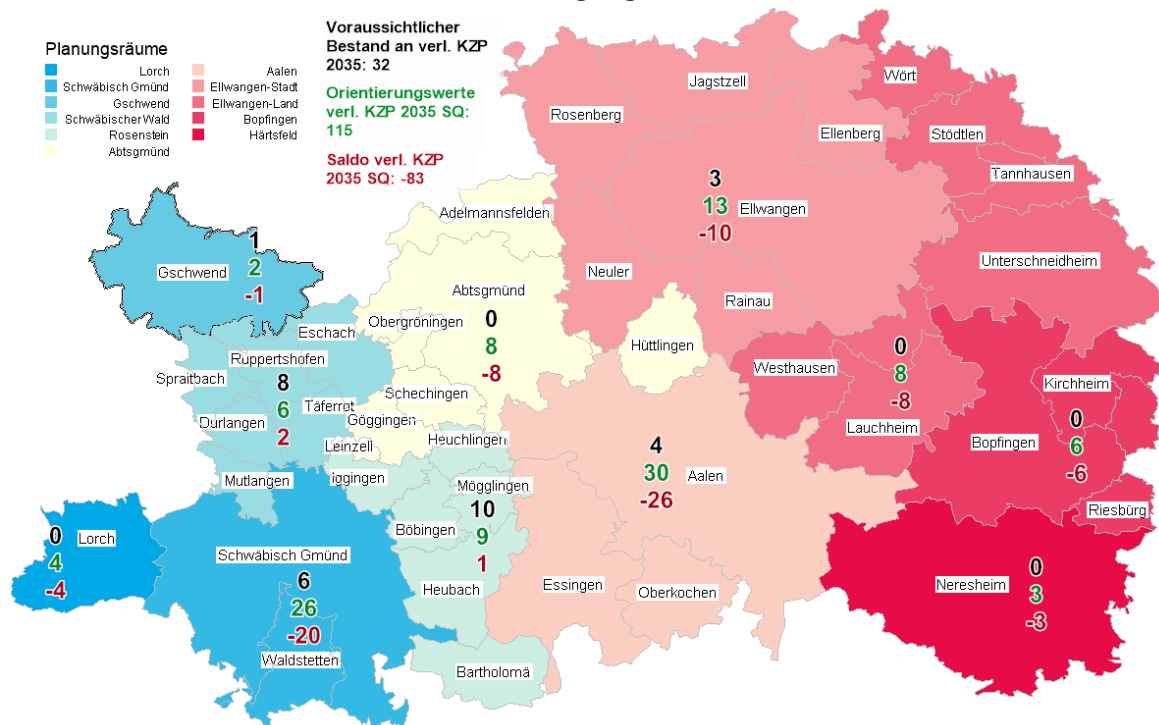 Planungsräume
Lorch
Schwäbisch Gmünd
Gschwend
Schwäbischer Wald
Rosenstein
Abtsgmünd
Aalen
Ellwangen-Stadt
Ellwangen-Land
Bopfingen
Härtsfeld
Voraussichtlicher
Bestand an verl. KZP
2035: 32
Orientierungswerte
verl. KZP 2035 SQ:
115
Saldo verl. KZP
2035 SQ: -83
Wört
Jagstzell
Rosenberg
Ellenberg
Stödtlen
Tannhausen
3
13
-10
Ellwangen
Adelmannsfelden
Gschwend
1
2
-1
Neuler
Rainau
Unterschneidheim
Abtsgmünd
0
8
-8
Obergröningen
Eschach
Hüttlingen
Ruppertshofen
8
6
2
Spraitbach
Täferrot
Durlangen
Schechingen
Göggingen
Leinzell
Heuchlingen
Westhausen
0
8
-8
Lauchheim
Kirchheim
0
6
-6
Bopfingen
Riesbürg
4
30
-26
Aalen
Mutlangen
Iggingen
Mögglingen
10
9
1
Böbingen
Heubach
0
4
-4
Lorch
Schwäbisch Gmünd
6
26
-20
Waldstetten
Essingen
Oberkochen
Bartholomä
Neresheim
0
3
-3